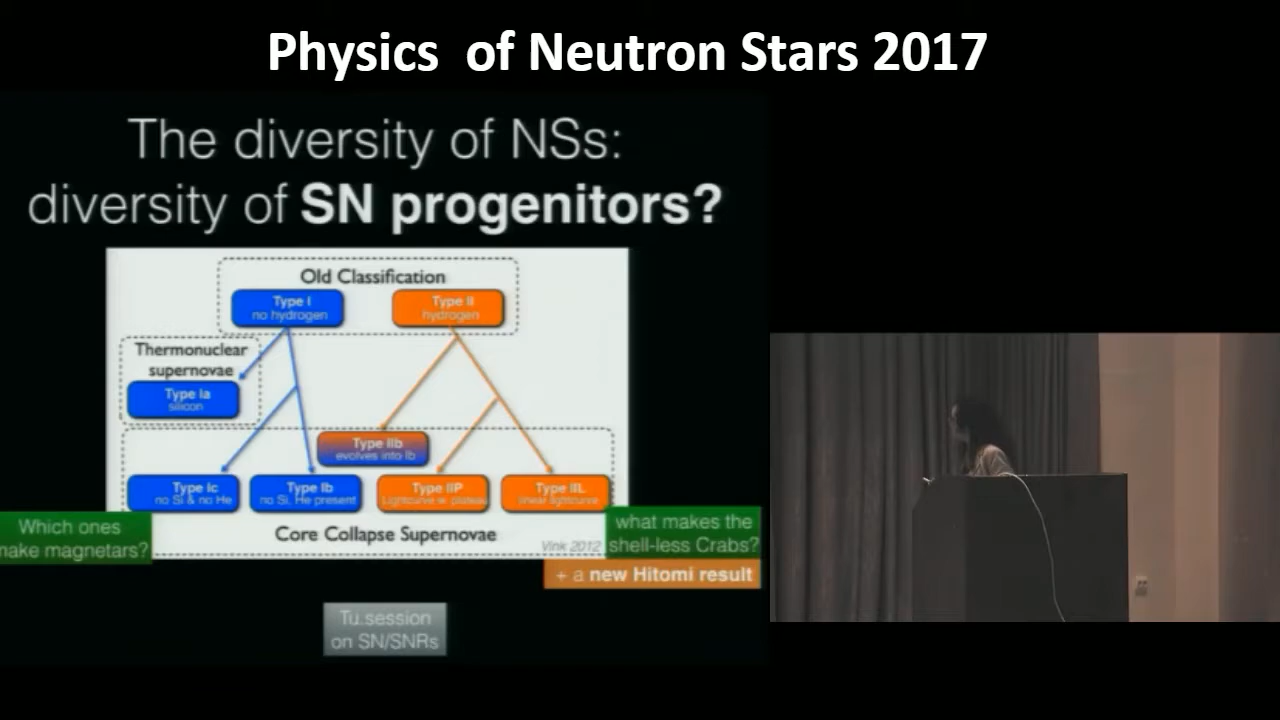 Physics of Neutron Stars 2017
The diversity of NSs:
diversity of SN progenitors?
Old Classification
Type I
no hydrogen
Type II
hydrogen
Thermonuclear
supernovae
Type Ia
silicon
Type IIb
evolves into Ib
Type Ic
no Si & no He
Type Ib
no Si, He present
Type IIP
Lightcurve w. plateau
Type IIL
linear lightcurve
Core Collapse Supernovae
Vink 2012
Which ones
make magnetars?
what makes the
shell-less Crabs?
+ a new Hitomi result
Tu.session
on SN/SNRs